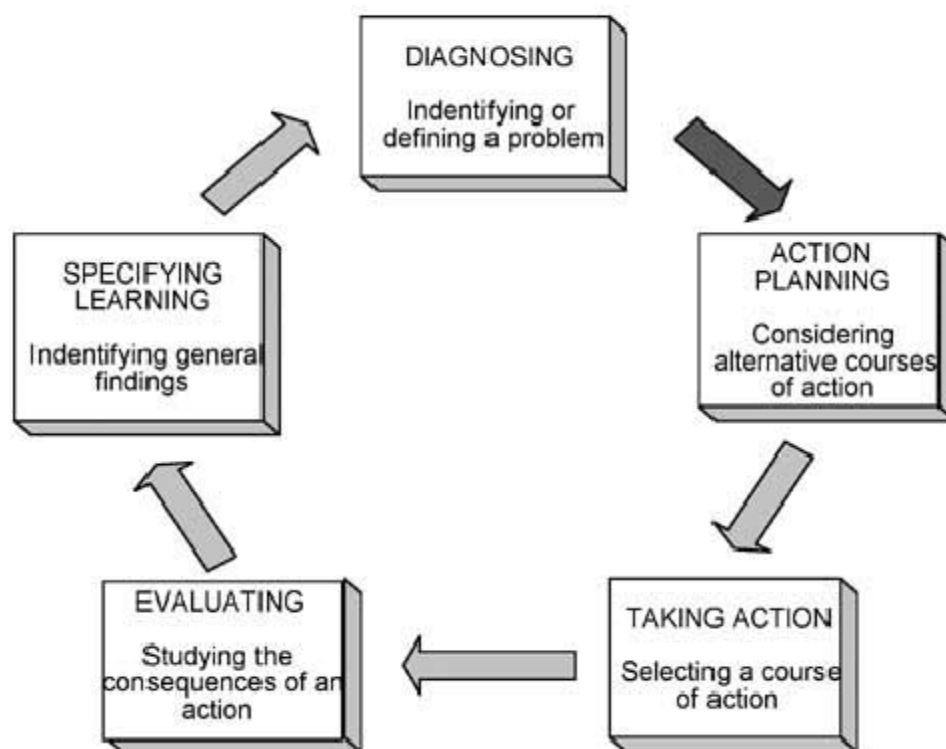 DIAGNOSING
Indentifying or
defining a problem
ACTION
PLANNING
Considering
alternative courses
of action
TAKING ACTION
Selecting a course
of action
EVALUATING
Studying the
consequences of an
action
SPECIFYING
LEARNING
Indentifying general
findings